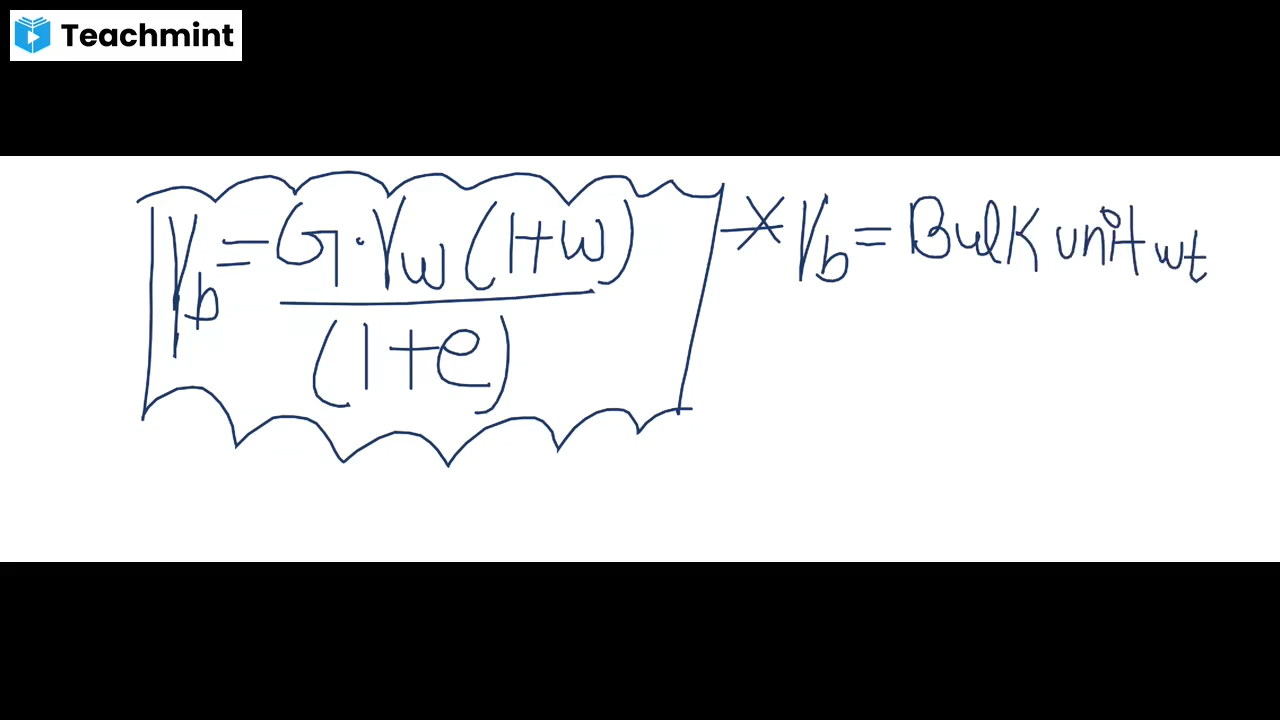 Teachmint
γb = G·γw(1+w)
(1+e)
* γb = Bulk unit wt